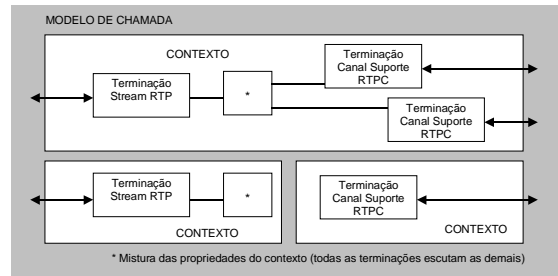 MODELO DE CHAMADA
CONTEXTO
Terminação
Stream RTP
*
Terminação
Canal Suporte
RTPC
Terminação
Canal Suporte
RTPC
Terminação
Stream RTP
*
CONTEXTO
Terminação
Canal Suporte
RTPC
CONTEXTO
* Mistura das propriedades do contexto (todas as terminações escutam as demais)